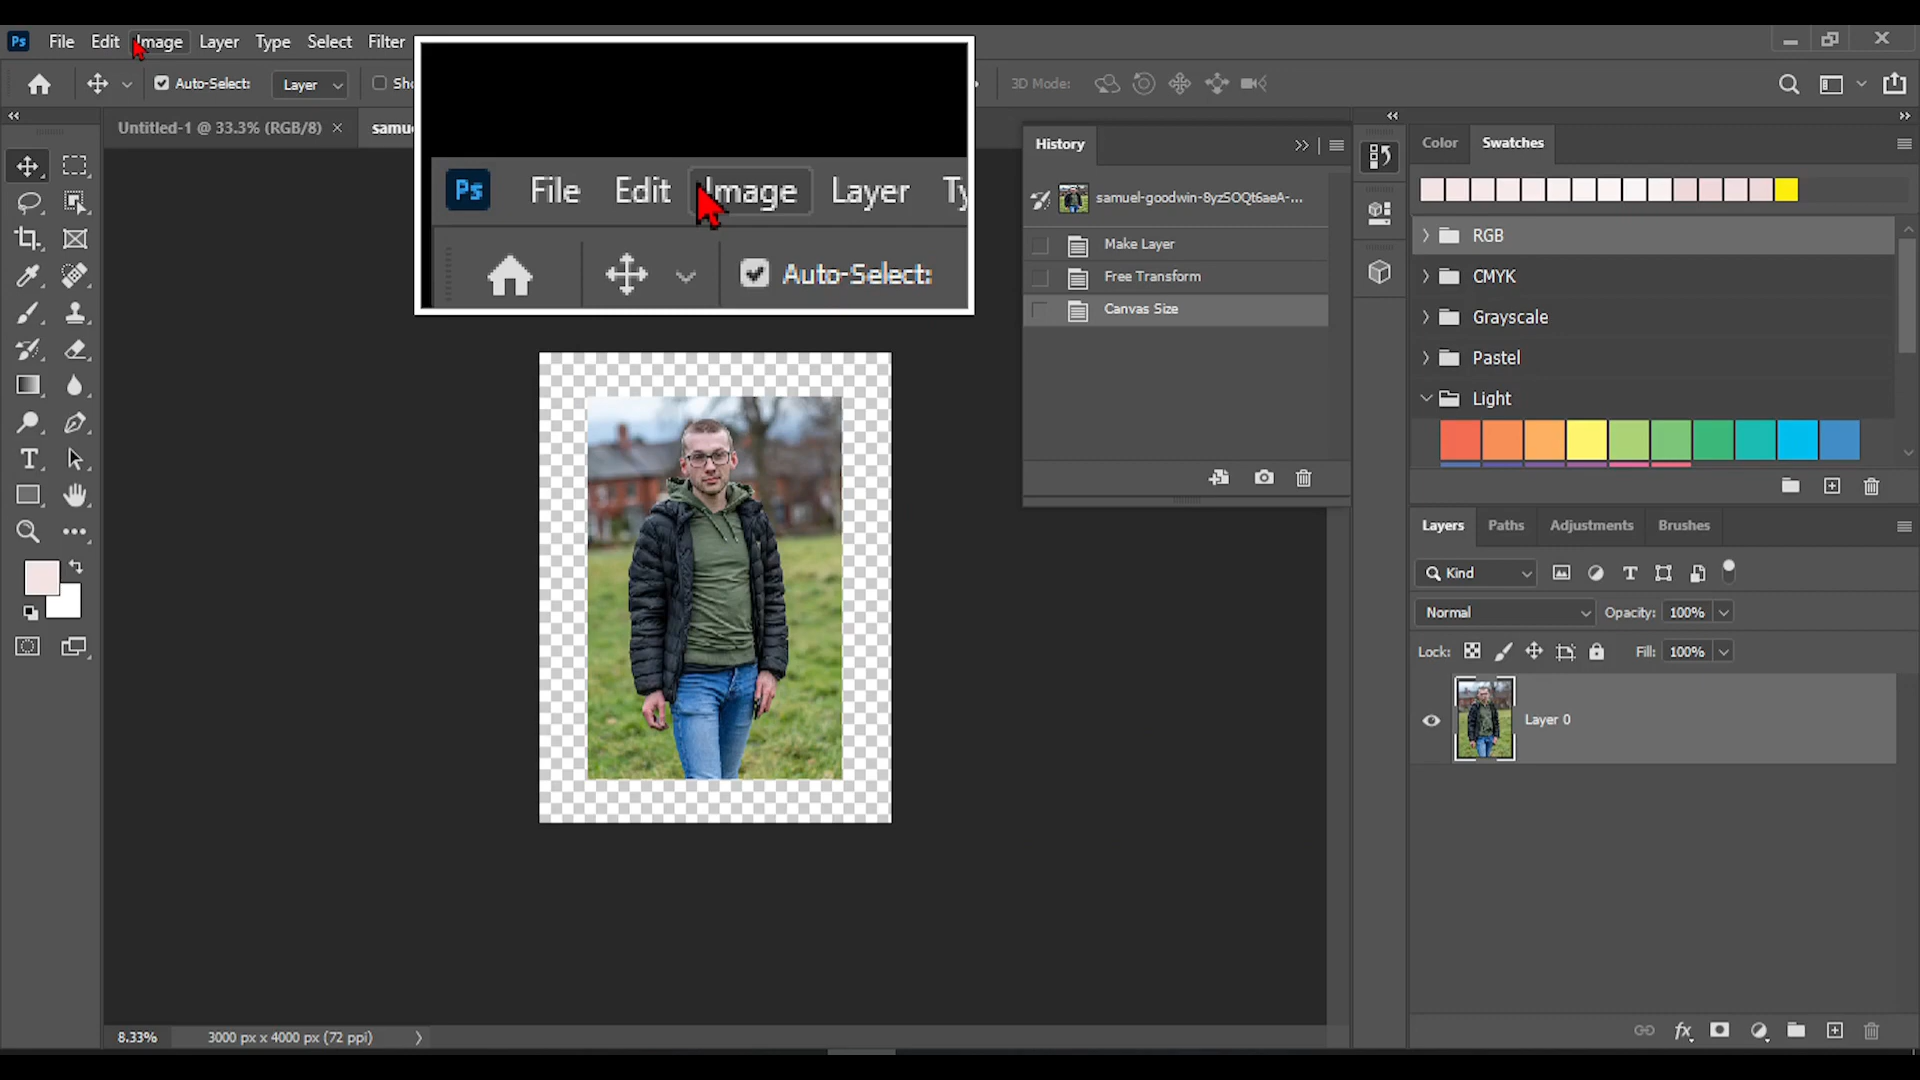 Ps File Edit Image Layer Type Select Filter
Auto-Select: Layer Sho
3D Mode:
Untitled-1 @ 33.3% (RGB/8) ×
samue
Ps File Edit Image Layer Ty
Auto-Select:
History
samuel-goodwin-8yzSOQt6aeA-...
Make Layer
Free Transform
Canvas Size
Color Swatches
RGB
CMYK
Grayscale
Pastel
Light
Layers Paths Adjustments Brushes
Kind
Normal Opacity: 100%
Lock: Fill: 100%
Layer 0
8.33% 3000 px x 4000 px (72 ppi)